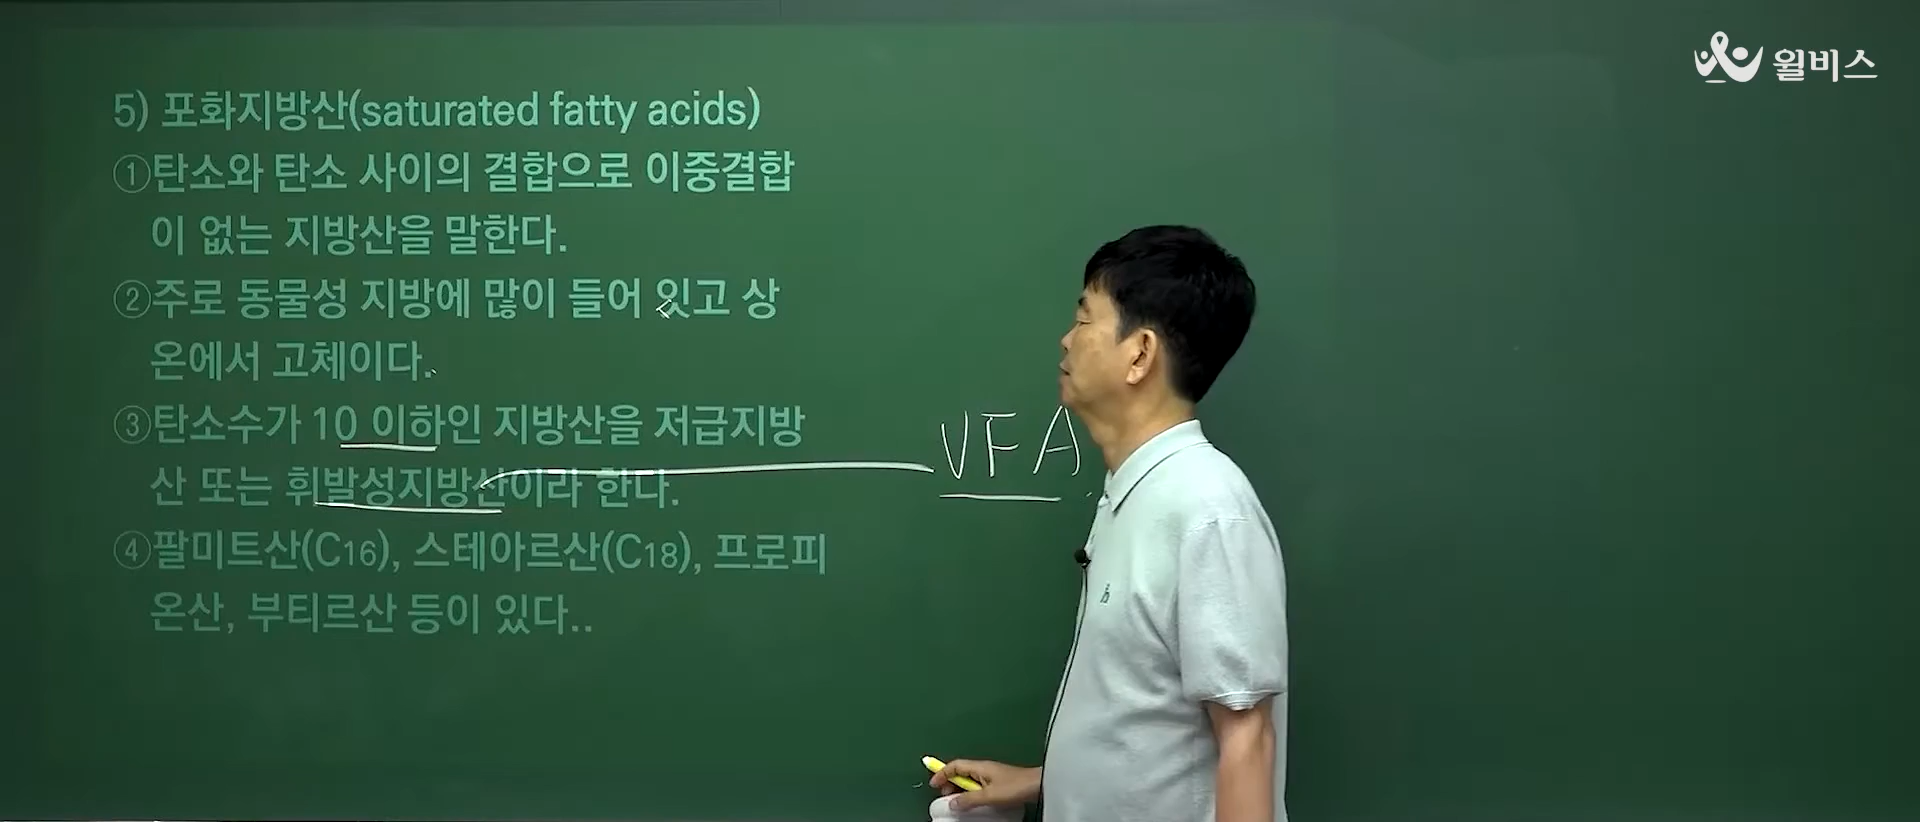 윌비스
5) 포화지방산(saturated fatty acids)
①탄소와 탄소 사이의 결합으로 이중결합
이 없는 지방산을 말한다.
②주로 동물성 지방에 많이 들어 있고 상
온에서 고체이다.
③탄소수가 10 이하인 지방산을 저급지방
산 또는 휘발성지방산이라 한다.
VFA
④팔미트산(C16), 스테아르산(C18), 프로피
온산, 부티르산 등이 있다..